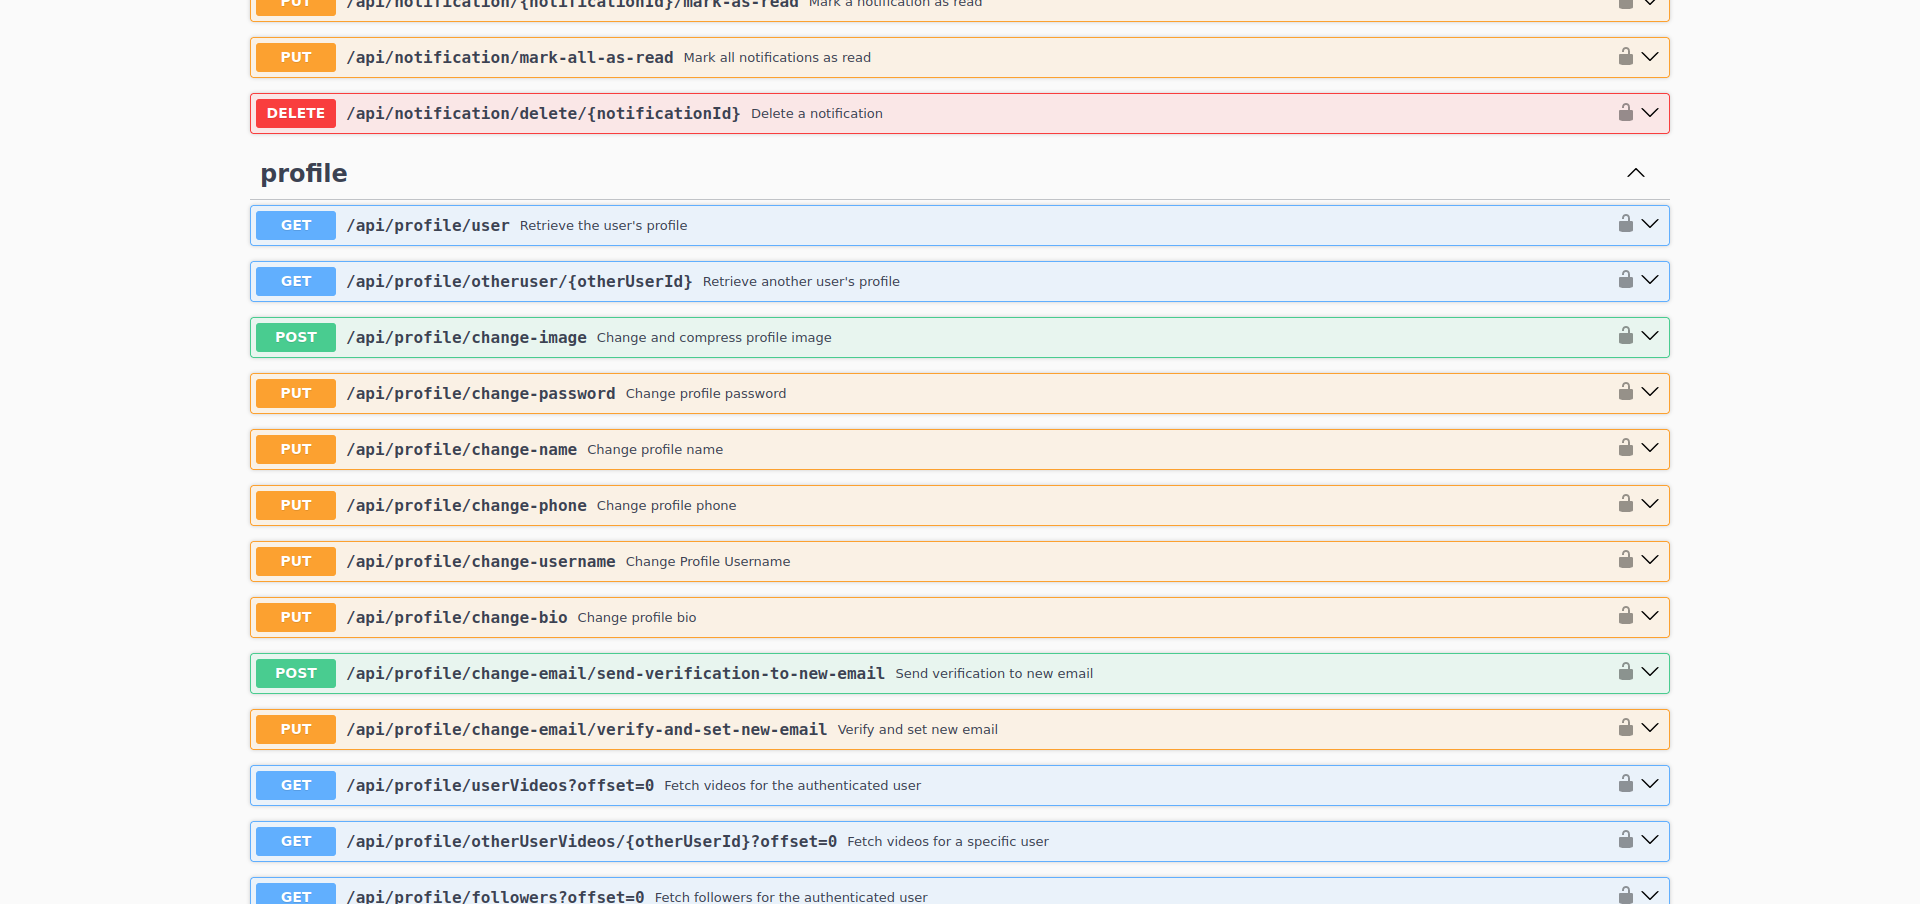 PUT /api/notification/{notificationId}/mark-as-read Mark a notification as read
PUT /api/notification/mark-all-as-read Mark all notifications as read
DELETE /api/notification/delete/{notificationId} Delete a notification
profile
GET /api/profile/user Retrieve the user's profile
GET /api/profile/otheruser/{otherUserId} Retrieve another user's profile
POST /api/profile/change-image Change and compress profile image
PUT /api/profile/change-password Change profile password
PUT /api/profile/change-name Change profile name
PUT /api/profile/change-phone Change profile phone
PUT /api/profile/change-username Change Profile Username
PUT /api/profile/change-bio Change profile bio
POST /api/profile/change-email/send-verification-to-new-email Send verification to new email
PUT /api/profile/change-email/verify-and-set-new-email Verify and set new email
GET /api/profile/userVideos?offset=0 Fetch videos for the authenticated user
GET /api/profile/otherUserVideos/{otherUserId}?offset=0 Fetch videos for a specific user
GET /api/profile/followers?offset=0 Fetch followers for the authenticated user